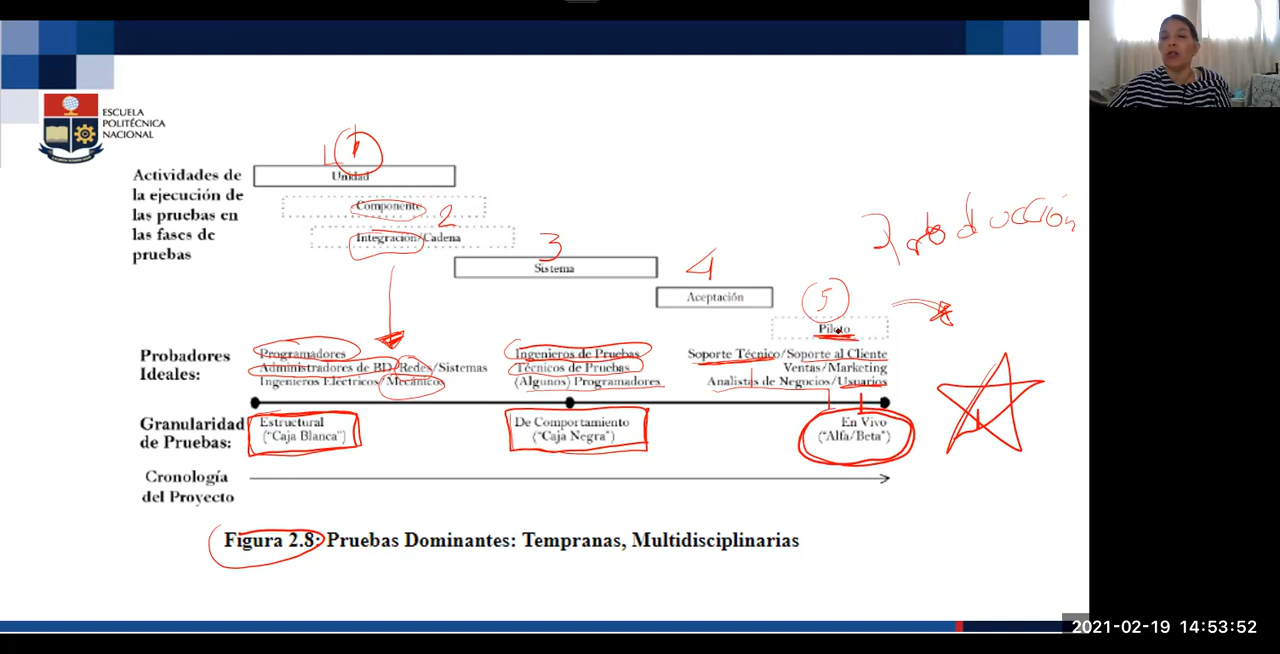 ESCUELA
POLITÉCNICA
NACIONAL
Actividades de
la ejecución de
las pruebas en
las fases de
pruebas
1
Unidad
Componente
2
Integración/Cadena
3
Sistema
4
Aceptación
5
Piloto
Producción
Probadores
Ideales:
Programadores
Administradores de BD/Redes/Sistemas
Ingenieros Eléctricos/Mecánicos
Ingenieros de Pruebas
Técnicos de Pruebas
(Algunos) Programadores
Soporte Técnico/Soporte al Cliente
Ventas/Marketing
Analistas de Negocios/Usuarios
Granularidad
de Pruebas:
Estructural
("Caja Blanca")
De Comportamiento
("Caja Negra")
En Vivo
("Alfa/Beta")
Cronología
del Proyecto
Figura 2.8: Pruebas Dominantes: Tempranas, Multidisciplinarias
2021-02-19 14:53:52